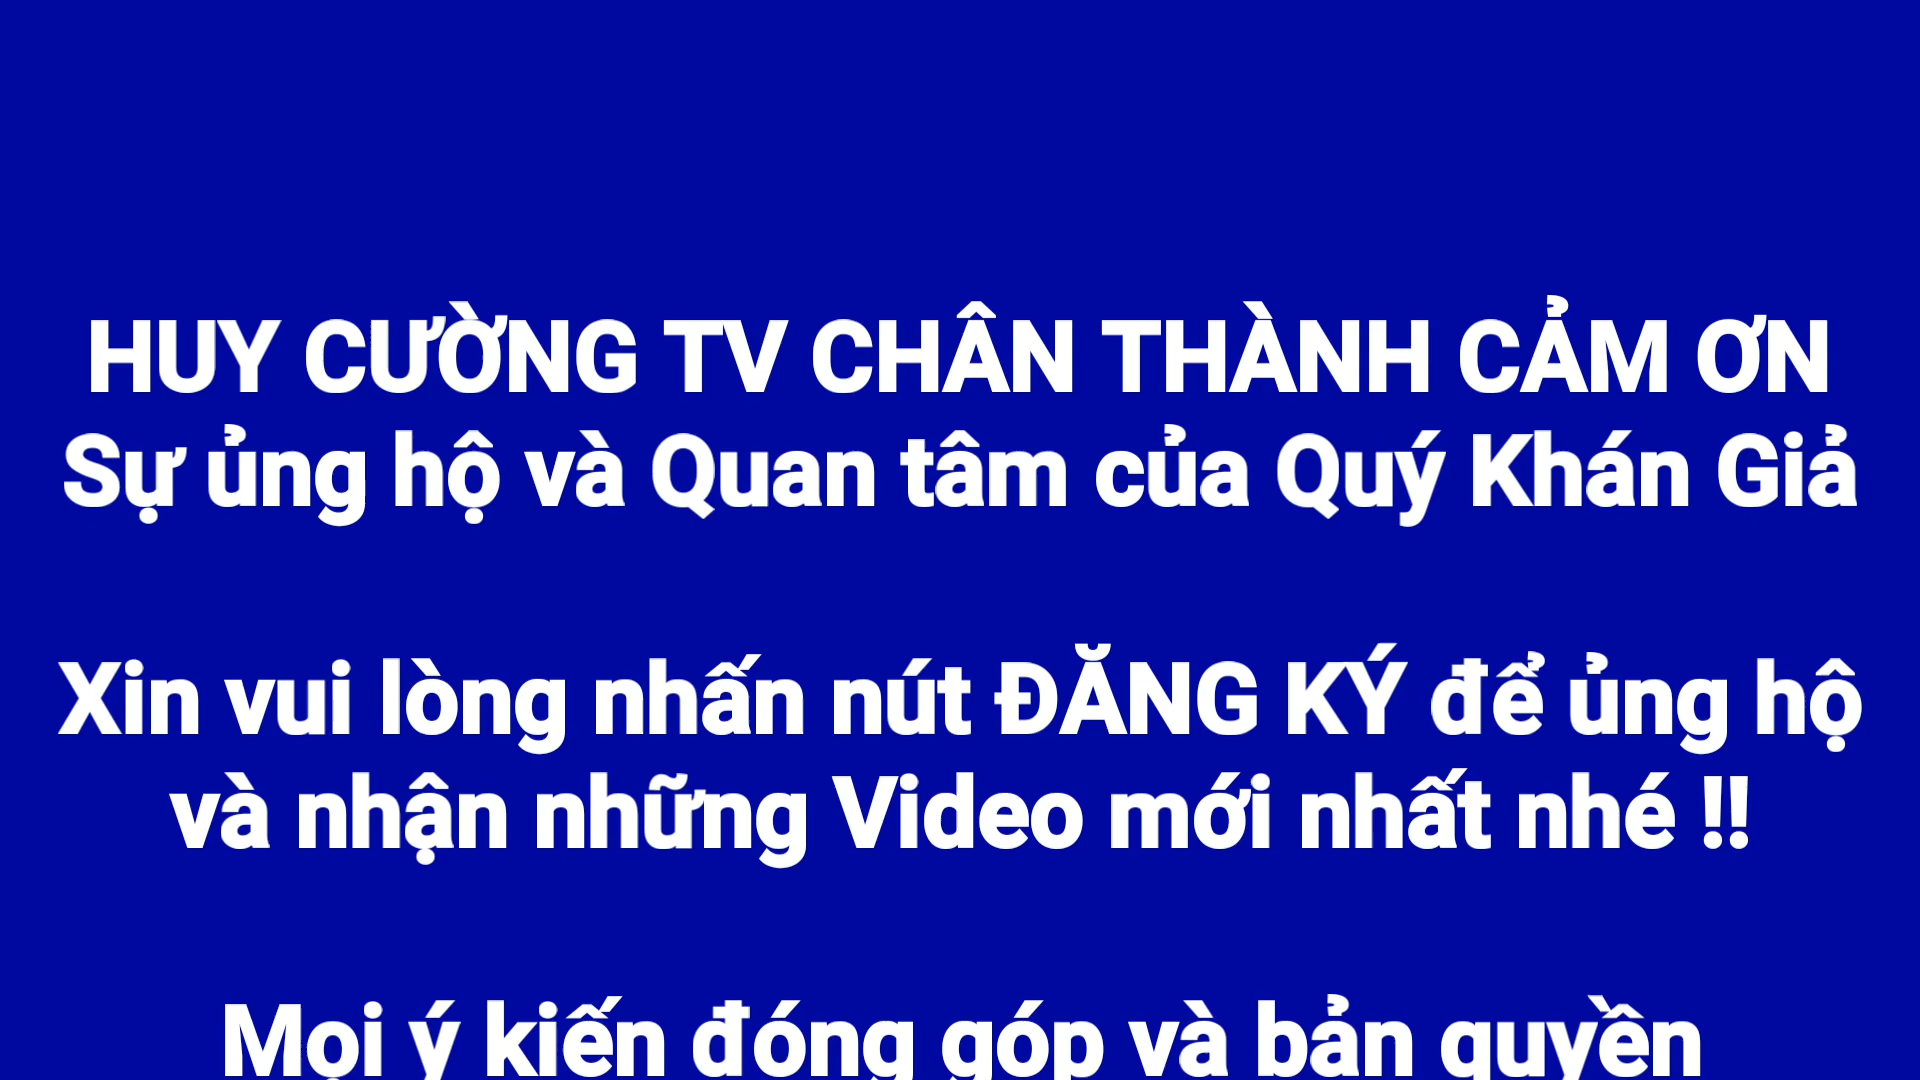 HUY CƯỜNG TV CHÂN THÀNH CẢM ƠN
Sự ủng hộ và Quan tâm của Quý Khán Giả
Xin vui lòng nhấn nút ĐĂNG KÝ để ủng hộ
và nhận những Video mới nhất nhé !!
Mọi ý kiến đóng góp và bản quyền